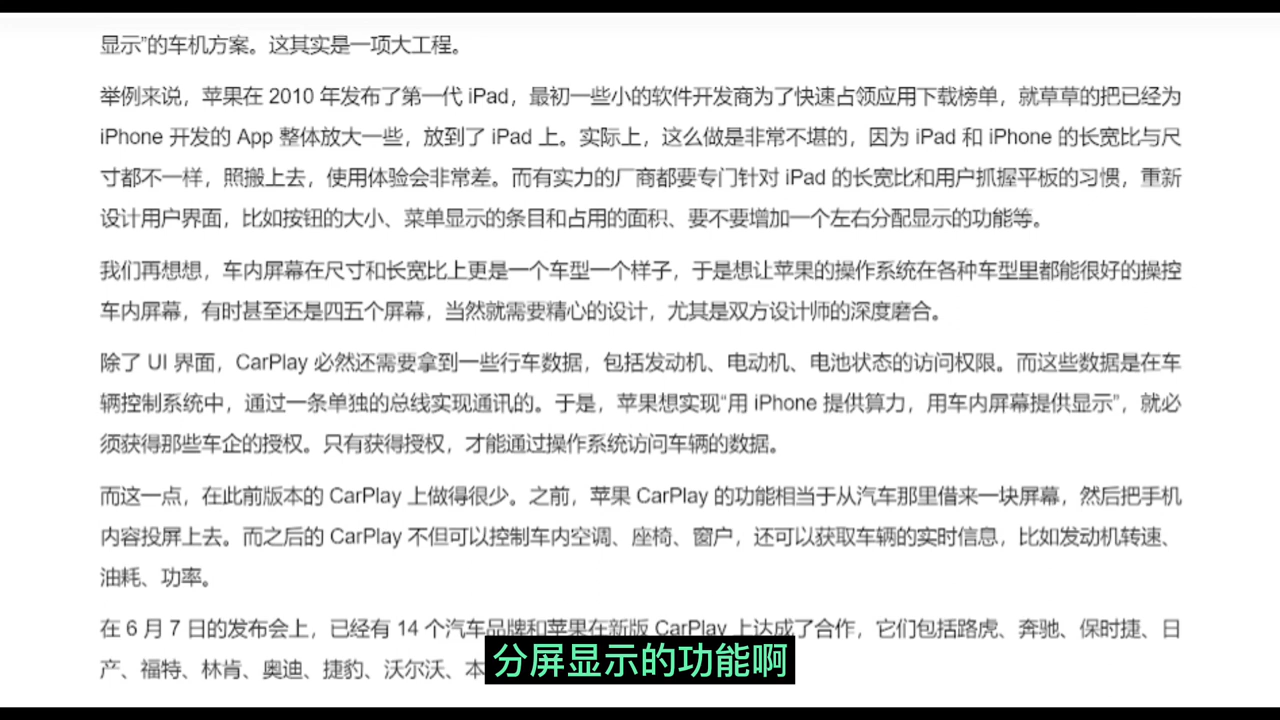 显示”的车机方案。这其实是一项大工程。
举例来说，苹果在 2010 年发布了第一代 iPad，最初一些小的软件开发商为了快速占领应用下载榜单，就草草的把已经为
iPhone 开发的 App 整体放大一些，放到了 iPad 上。实际上，这么做是非常不堪的，因为 iPad 和 iPhone 的长宽比与尺
寸都不一样，照搬上去，使用体验会非常差。而有实力的厂商都要专门针对 iPad 的长宽比和用户抓握平板的习惯，重新
设计用户界面，比如按钮的大小、菜单显示的条目和占用的面积、要不要增加一个左右分配显示的功能等。
我们再想想，车内屏幕在尺寸和长宽比上更是一个车型一个样子，于是想让苹果的操作系统在各种车型里都能很好的操控
车内屏幕，有时甚至还是四五个屏幕，当然就需要精心的设计，尤其是双方设计师的深度磨合。
除了 UI 界面，CarPlay 必然还需要拿到一些行车数据，包括发动机、电动机、电池状态的访问权限。而这些数据是在车
辆控制系统中，通过一条单独的总线实现通讯的。于是，苹果想实现“用 iPhone 提供算力，用车内屏幕提供显示”，就必
须获得那些车企的授权。只有获得授权，才能通过操作系统访问车辆的数据。
而这一点，在此前版本的 CarPlay 上做得很少。之前，苹果 CarPlay 的功能相当于从汽车那里借来一块屏幕，然后把手机
内容投屏上去。而之后的 CarPlay 不但可以控制车内空调、座椅、窗户，还可以获取车辆的实时信息，比如发动机转速、
油耗、功率。
在 6 月 7 日的发布会上，已经有 14 个汽车品牌和苹果在新版 CarPlay 上达成了合作，它们包括路虎、奔驰、保时捷、日
产、福特、林肯、奥迪、捷豹、沃尔沃、本
分屏显示的功能啊